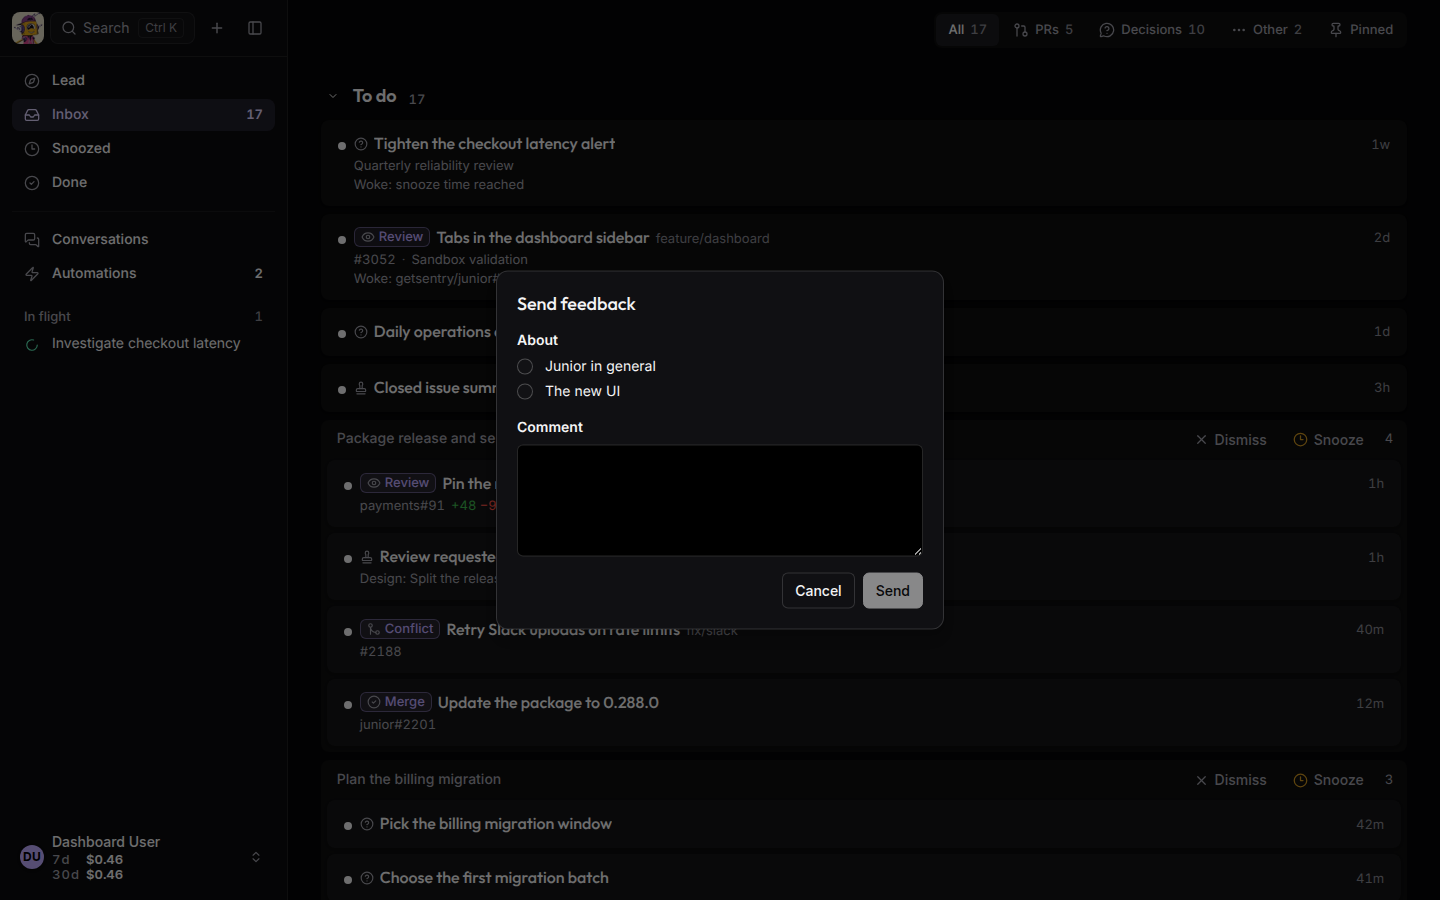 Search Ctrl K
All 17 PRs 5 Decisions 10 Other 2 Pinned
Lead
Inbox 17
Snoozed
Done
Conversations
Automations 2
In flight 1
Investigate checkout latency
To do 17
Tighten the checkout latency alert 1w
Quarterly reliability review
Woke: snooze time reached
Review Tabs in the dashboard sidebar feature/dashboard 2d
#3052 · Sandbox validation
Woke: getsentry/junior#
Daily operations 1d
Closed issue 3h
Package release and Dismiss Snooze 4
Review Pin the 1h
payments#91 +48 −9
Review 1h
Design: Split the
Conflict Retry Slack uploads on rate limits fix/slack 40m
#2188
Merge Update the package to 0.288.0 12m
junior#2201
Plan the billing migration Dismiss Snooze 3
Pick the billing migration window 42m
Choose the first migration batch 41m
Send feedback
About
Junior in general
The new UI
Comment
Cancel Send
DU Dashboard User
7d $0.46
30d $0.46